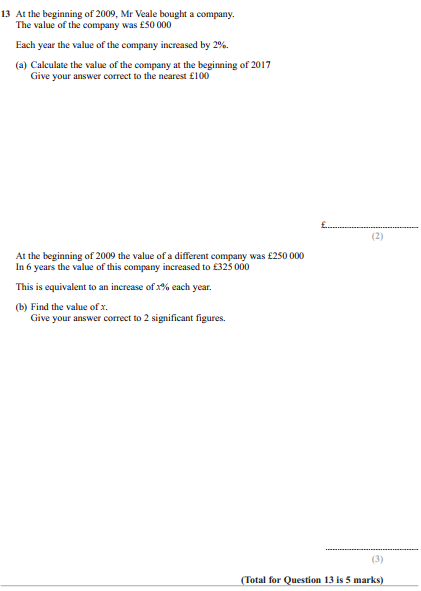 13 At the beginning of 2009, Mr Veale bought a company.
The value of the company was £50 000
Each year the value of the company increased by 2%.
(a) Calculate the value of the company at the beginning of 2017
Give your answer correct to the nearest £100
£
(2)
At the beginning of 2009 the value of a different company was £250 000
In 6 years the value of this company increased to £325 000
This is equivalent to an increase of x% each year.
(b) Find the value of x.
Give your answer correct to 2 significant figures.
(3)
(Total for Question 13 is 5 marks)